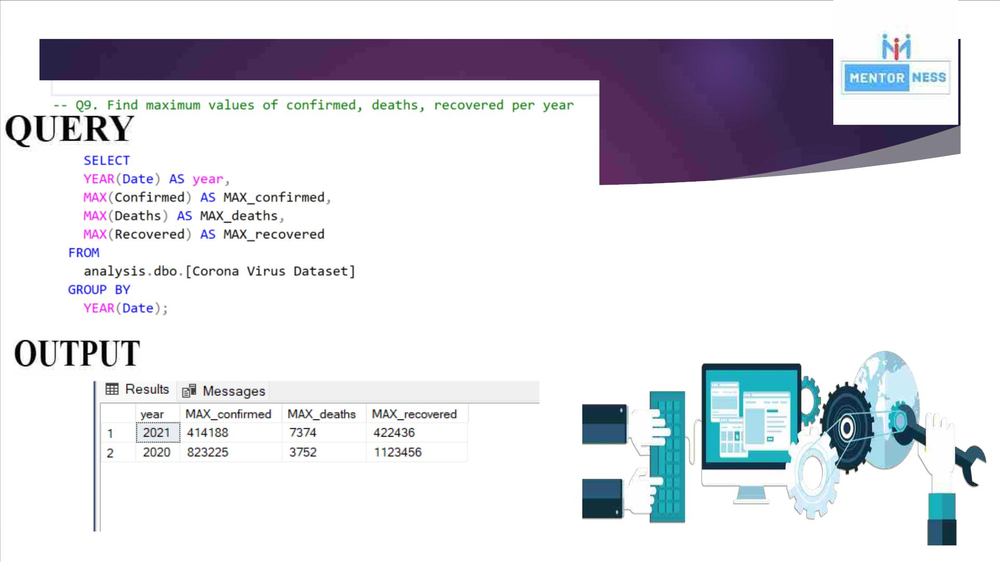 MENTOR NESS
-- Q9. Find maximum values of confirmed, deaths, recovered per year
QUERY
SELECT
YEAR(Date) AS year,
MAX(Confirmed) AS MAX_confirmed,
MAX(Deaths) AS MAX_deaths,
MAX(Recovered) AS MAX_recovered
FROM
analysis.dbo.[Corona Virus Dataset]
GROUP BY
YEAR(Date);
OUTPUT
Results Messages
year MAX_confirmed MAX_deaths MAX_recovered
1 2021 414188 7374 422436
2 2020 823225 3752 1123456